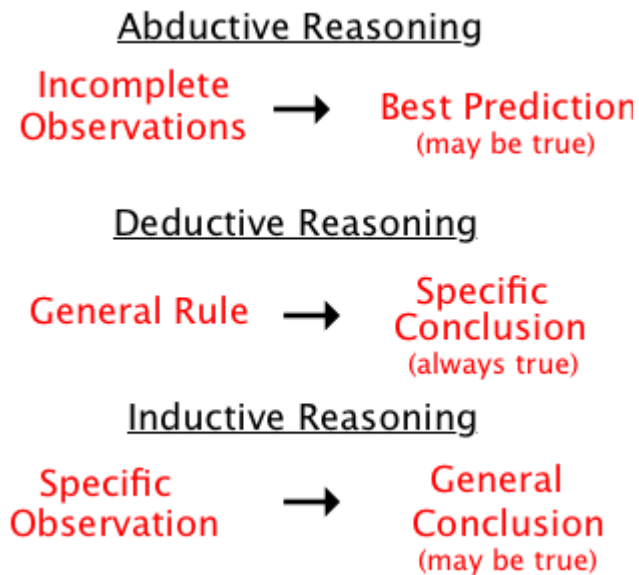 Abductive Reasoning
Incomplete
Observations
Best Prediction
(may be true)
Deductive Reasoning
General Rule
Specific
Conclusion
(always true)
Inductive Reasoning
Specific
Observation
General
Conclusion
(may be true)